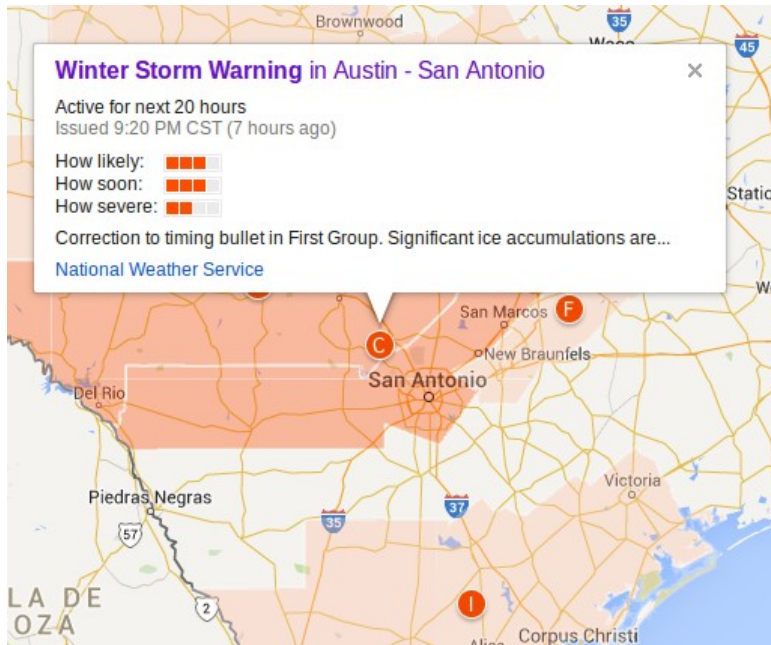 Brownwood
35
45
Winter Storm Warning in Austin - San Antonio
Active for next 20 hours
Issued 9:20 PM CST (7 hours ago)
How likely:
How soon:
How severe:
Correction to timing bullet in First Group. Significant ice accumulations are...
National Weather Service
Statio
San Marcos
F
C
New Braunfels
San Antonio
Del Rio
Victoria
Piedras Negras
37
35
57
I
2
LA DE
OZA
Alice
Corpus Christi